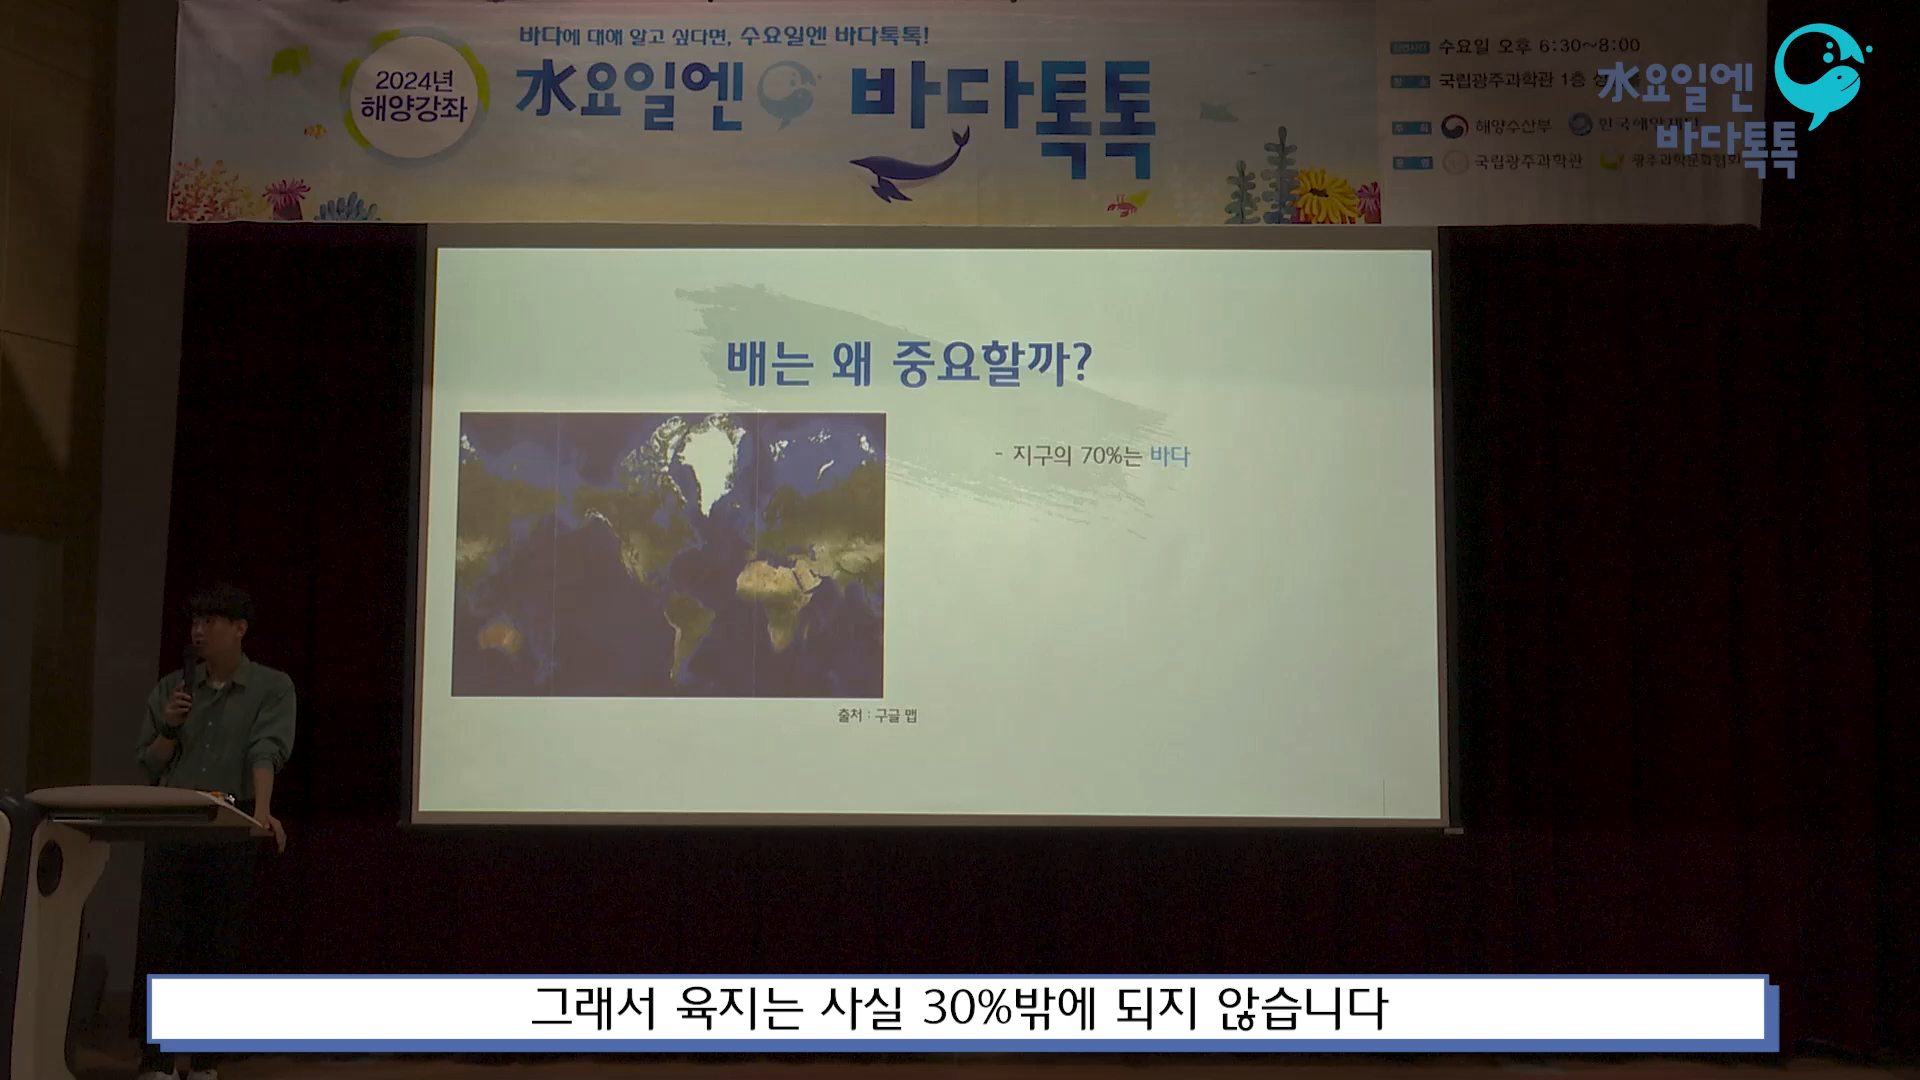 바다에 대해 알고 싶다면, 수요일엔 바다톡톡!
2024년
해양강좌
水요일엔 바다톡톡
수요일 오후 6:30~8:00
국립광주과학관 1층
해양수산부
국립광주과학관
水요일엔
바다톡톡
배는 왜 중요할까?
- 지구의 70%는 바다
출처 : 구글 맵
그래서 육지는 사실 30%밖에 되지 않습니다